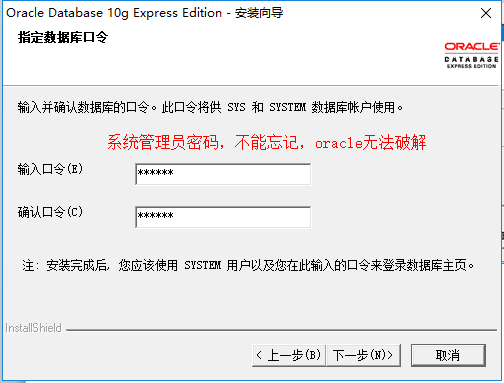 Oracle Database 10g Express Edition - 安装向导
指定数据库口令
ORACLE
DATABASE
EXPRESS EDITION
输入并确认数据库的口令。此口令将供 SYS 和 SYSTEM 数据库帐户使用。
系统管理员密码，不能忘记，oracle无法破解
输入口令(E)
******
确认口令(C)
******
注: 安装完成后, 您应该使用 SYSTEM 用户以及您在此输入的口令来登录数据库主页。
InstallShield
< 上一步(B) 下一步(N)> 取消